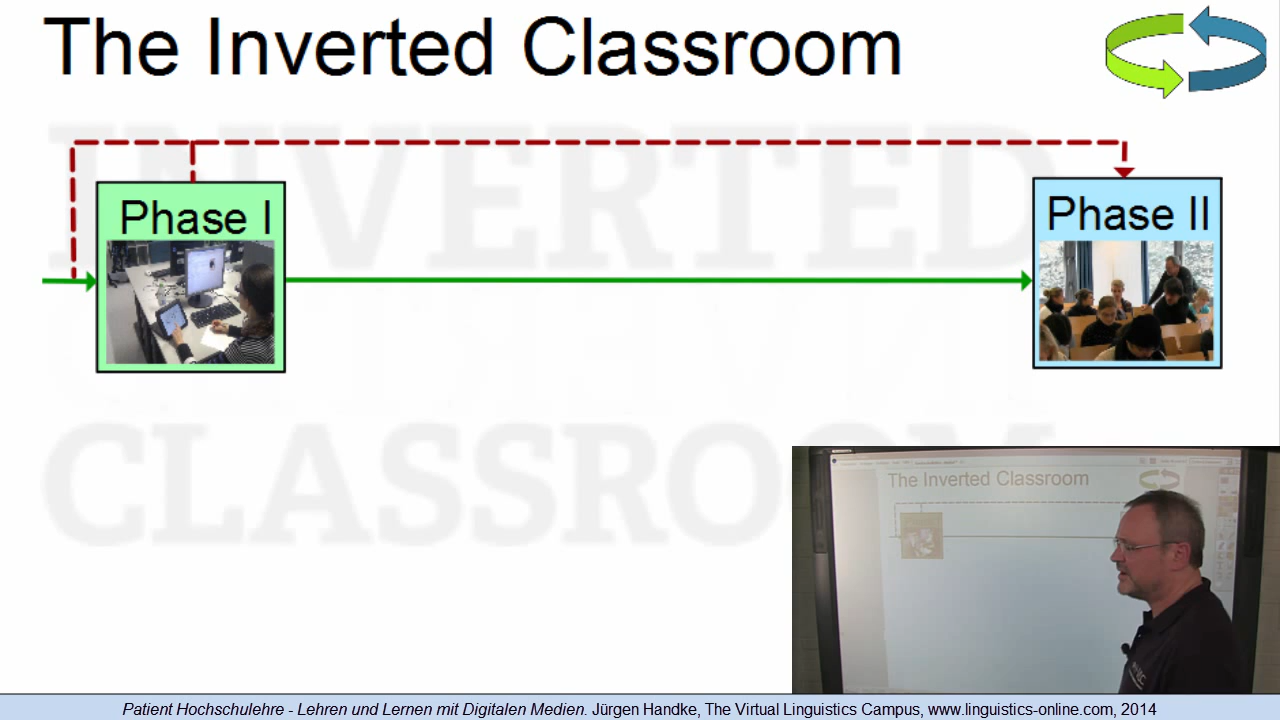 The Inverted Classroom
INVERTED
Phase I
Phase II
CLASSROOM
The Inverted Classroom
Patient Hochschulehre - Lehren und Lernen mit Digitalen Medien. Jürgen Handke, The Virtual Linguistics Campus, www.linguistics-online.com, 2014